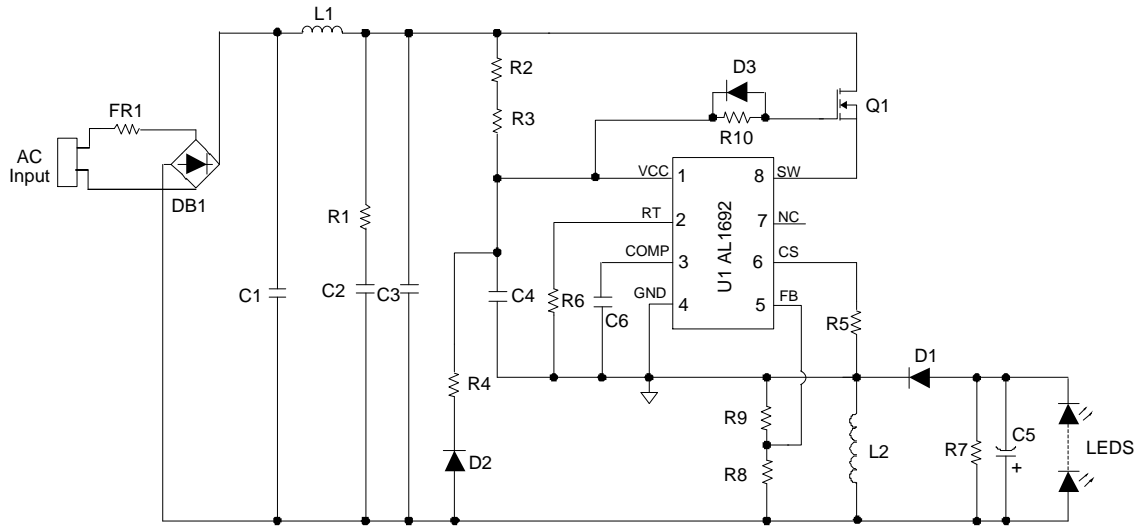 L1
R2
D3
FR1
Q1
R3
R10
AC
Input
VCC
1
8
SW
DB1
RT
2
7
NC
R1
U1 AL1692
COMP
3
6
CS
C1
C2
C3
C4
R6
GND
4
5
FB
C6
R5
D1
R4
R9
L2
R7
C5
LEDS
D2
R8
+